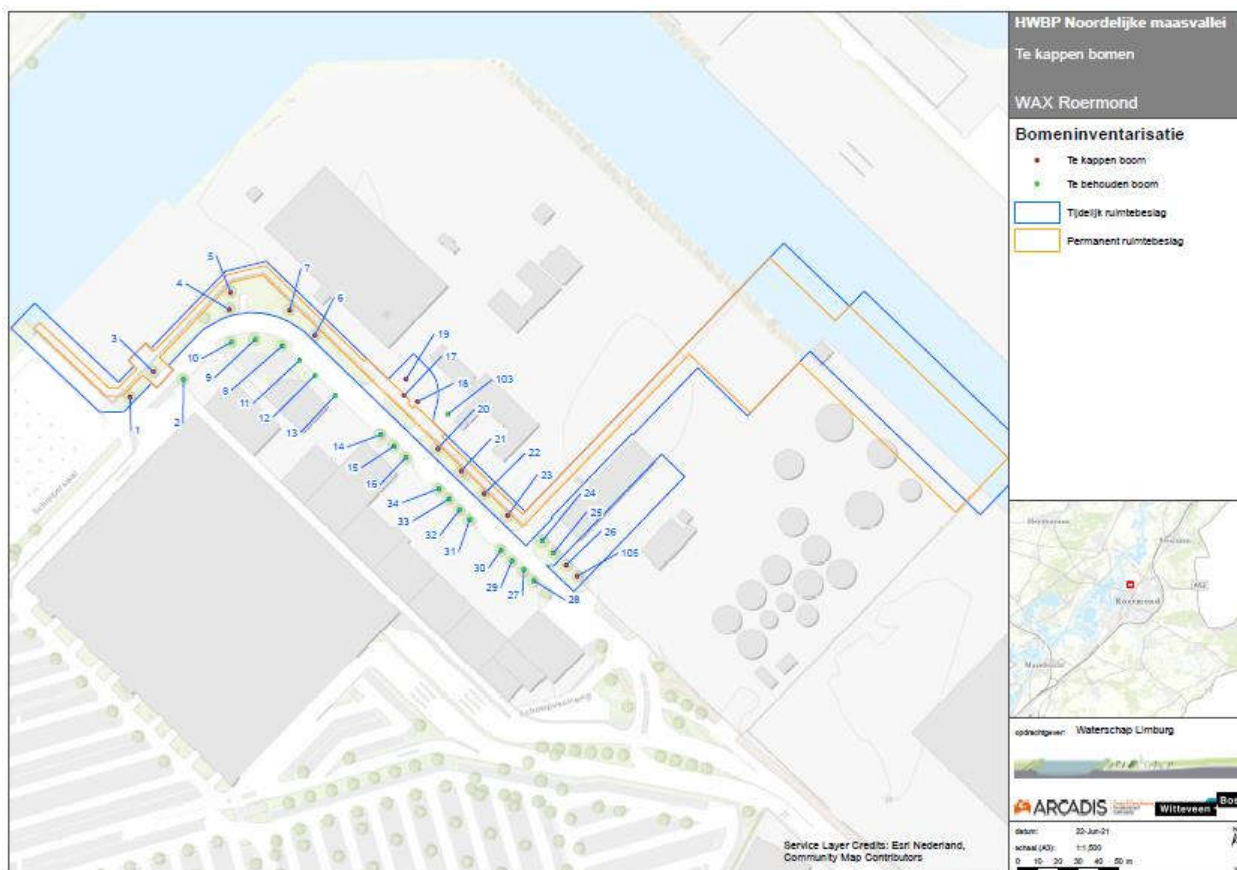 HWBP Noordelijke maasvallei
Te kappen bomen
WAX Roermond
Bomeninventarisatie
Te kappen boom
Te behouden boom
Tijdelijk ruimtebeslag
Permanent ruimtebeslag
5
7
4
6
3
19
10
17
9
18
103
8
11
20
1
2
12
21
13
22
14
23
15
24
16
25
34
26
33
105
32
31
30
29
27
28
Roermond
A52
opdrachtgever: Waterschap Limburg
ARCADIS
Witteveen
Bos
datum: 22-Jun-21
schaal (A3): 1:1,500
0 10 20 30 40 50 m
Service Layer Credits: Esri Nederland,
Community Map Contributors